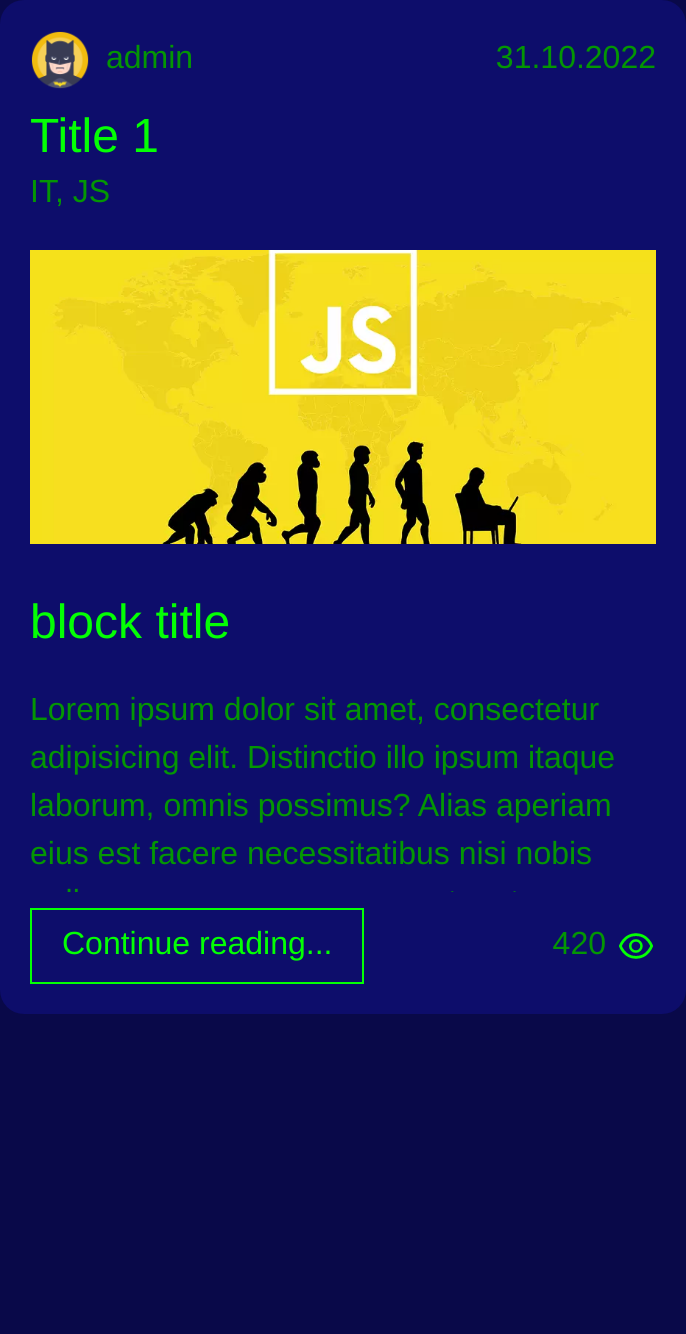 admin 31.10.2022
Title 1
IT, JS
JS
block title
Lorem ipsum dolor sit amet, consectetur
adipisicing elit. Distinctio illo ipsum itaque
laborum, omnis possimus? Alias aperiam
eius est facere necessitatibus nisi nobis
Continue reading... 420